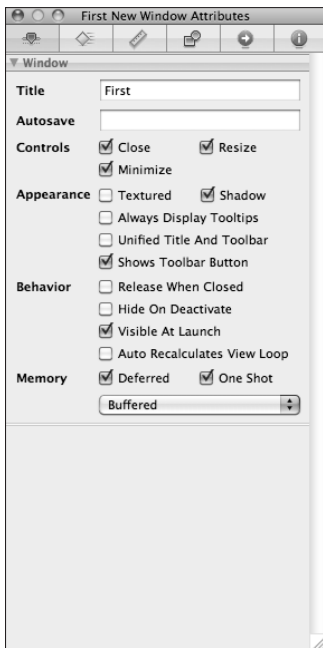 First New Window Attributes
Window
Title First
Autosave
Controls Close Resize
Minimize
Appearance Textured Shadow
Always Display Tooltips
Unified Title And Toolbar
Shows Toolbar Button
Behavior Release When Closed
Hide On Deactivate
Visible At Launch
Auto Recalculates View Loop
Memory Deferred One Shot
Buffered